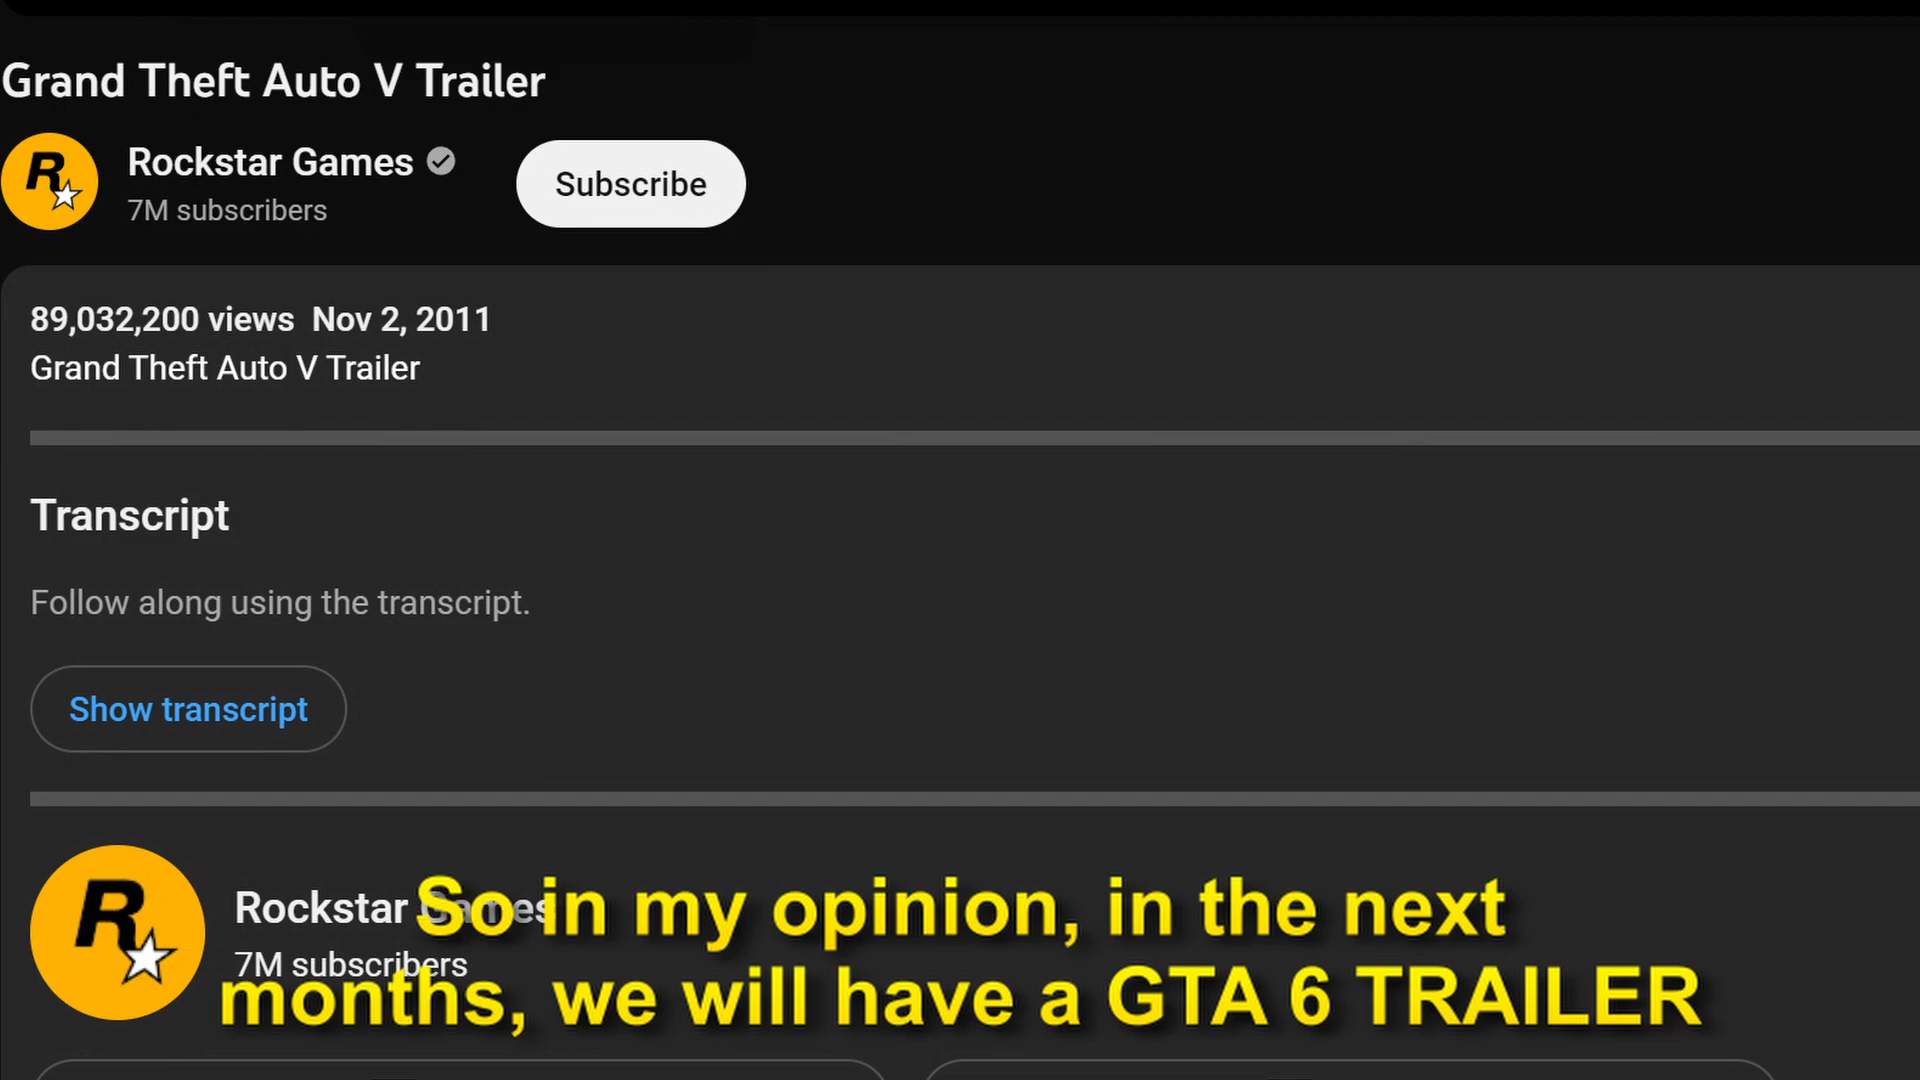 Grand Theft Auto V Trailer
R
Rockstar Games
7M subscribers
Subscribe
89,032,200 views Nov 2, 2011
Grand Theft Auto V Trailer
Transcript
Follow along using the transcript.
Show transcript
R
Rockstar Games
7M subscribers
So in my opinion, in the next
months, we will have a GTA 6 TRAILER